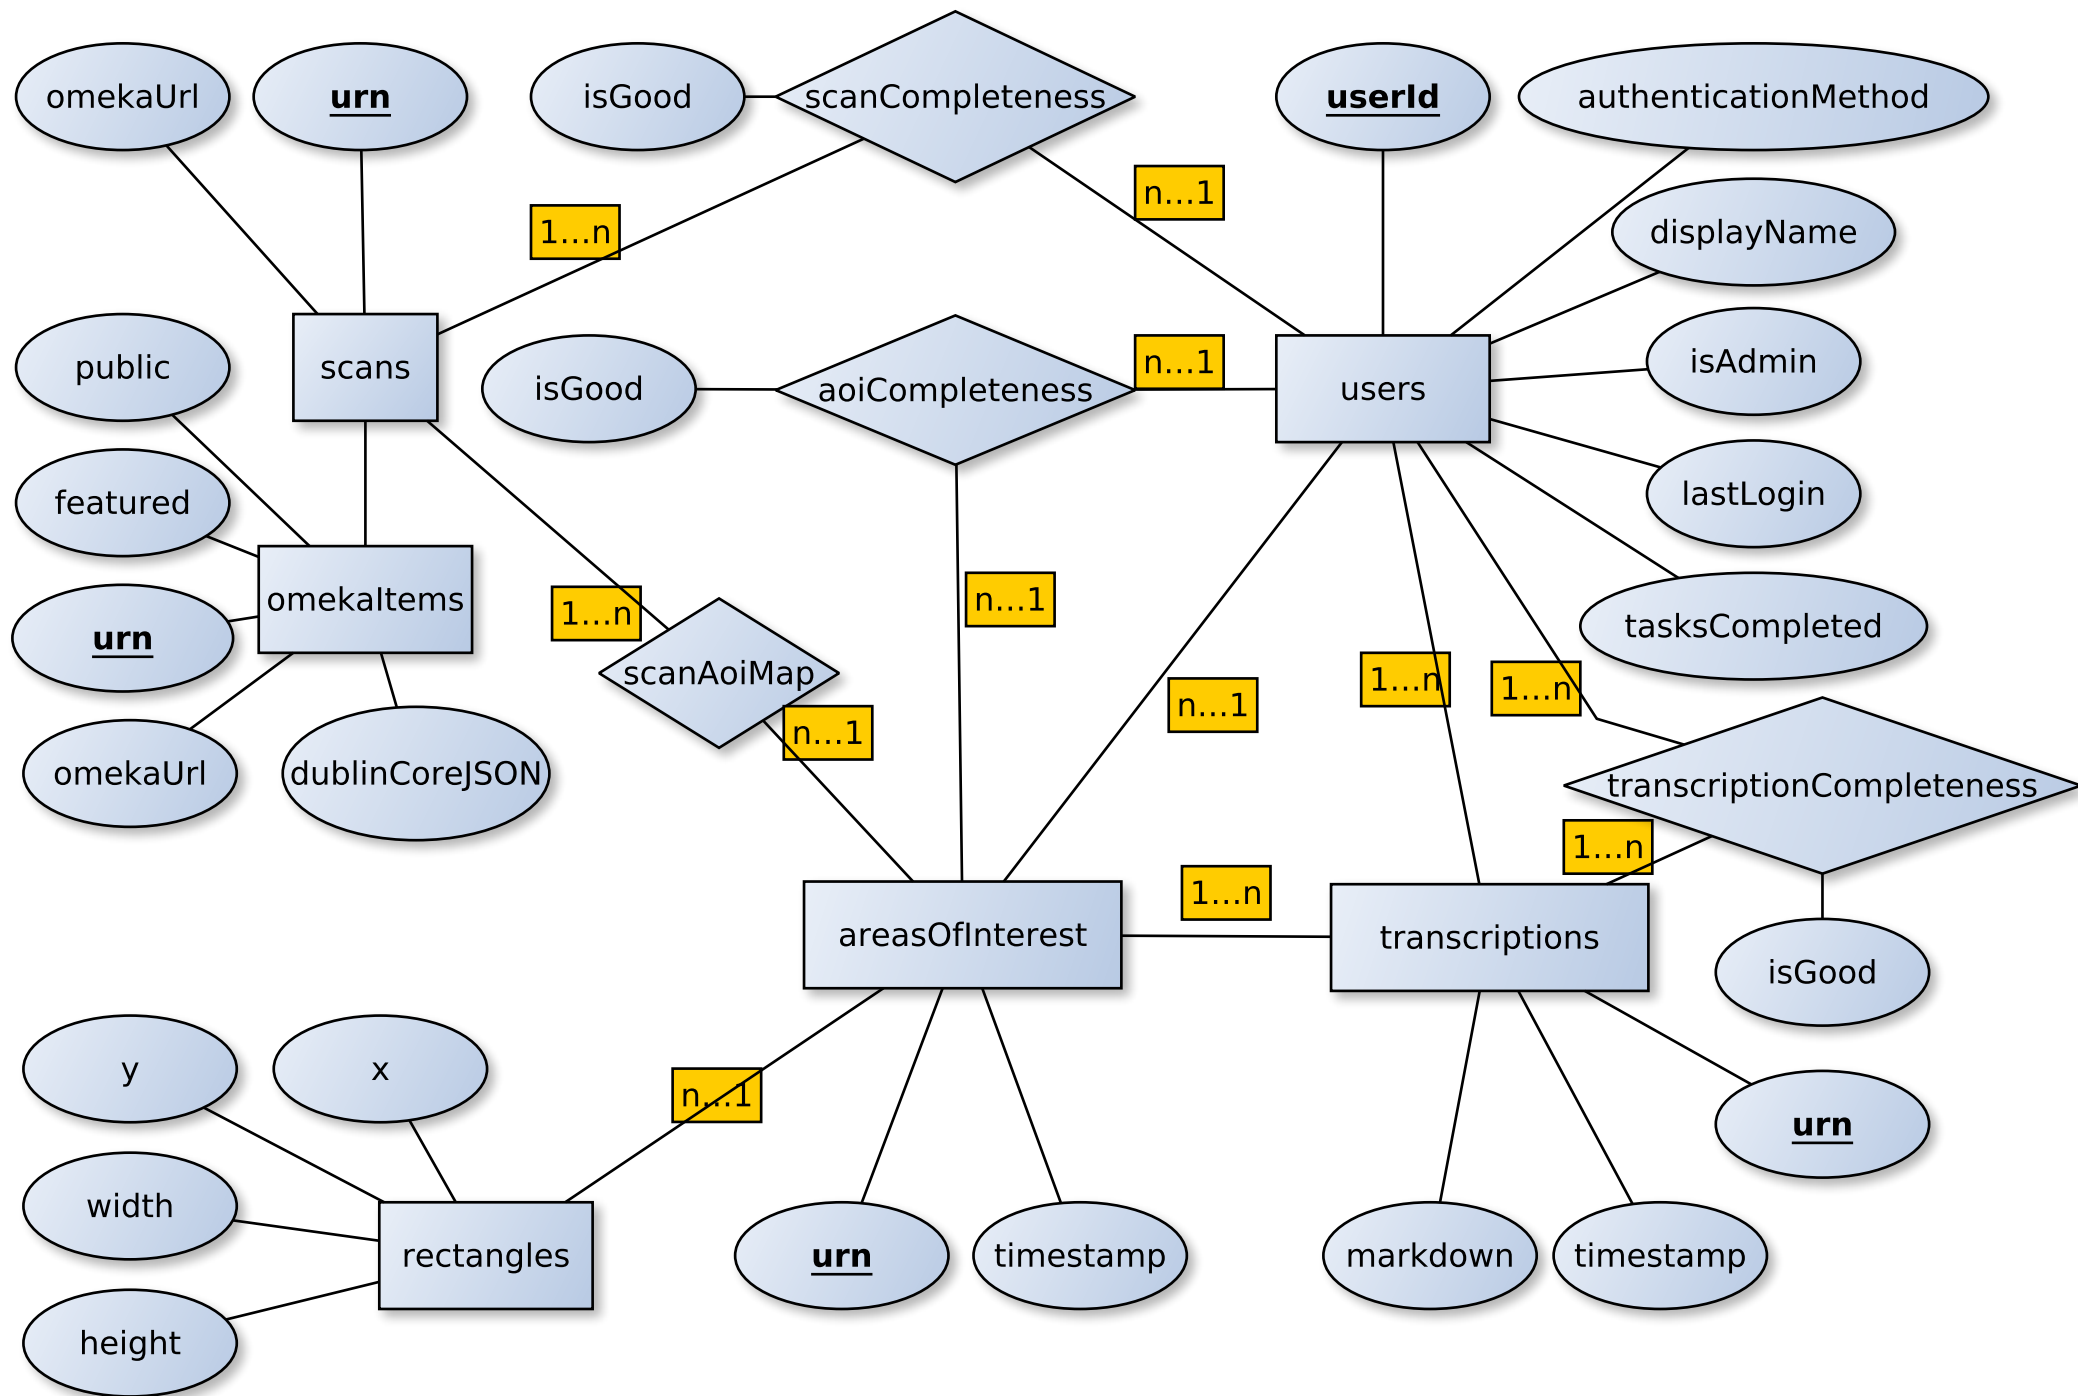 omekaUrl
urn
isGood
scanCompleteness
userId
authenticationMethod
n...1
1...n
displayName
public
scans
isGood
aoiCompleteness
n...1
users
isAdmin
featured
lastLogin
omekaItems
1...n
n...1
urn
tasksCompleted
scanAoiMap
n...1
1...n
1...n
n...1
omekaUrl
dublinCoreJSON
transcriptionCompleteness
1...n
1...n
areasOfInterest
transcriptions
isGood
y
x
n...1
urn
width
rectangles
urn
timestamp
markdown
timestamp
height